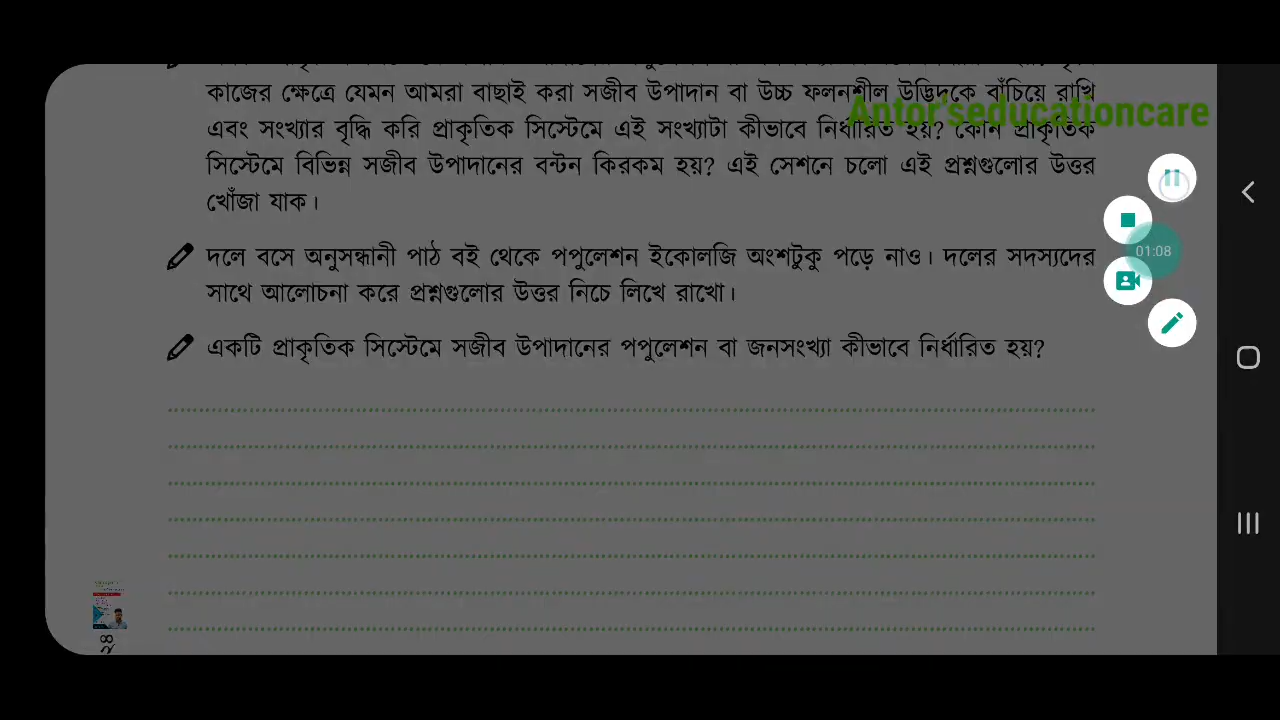 কাজের ক্ষেত্রে যেমন আমরা বাছাই করা সজীব উপাদান বা উচ্চ ফলনশীল উদ্ভিদকে বাঁচিয়ে রাখি
Antor'seducationcare
এবং সংখ্যার বৃদ্ধি করি প্রাকৃতিক সিস্টেমে এই সংখ্যাটা কীভাবে নির্ধারিত হয়? কোন প্রাকৃতিক
সিস্টেমে বিভিন্ন সজীব উপাদানের বন্টন কিরকম হয়? এই সেশনে চলো এই প্রশ্নগুলোর উত্তর
খোঁজা যাক।
দলে বসে অনুসন্ধানী পাঠ বই থেকে পপুলেশন ইকোলজি অংশটুকু পড়ে নাও। দলের সদস্যদের
01:08
সাথে আলোচনা করে প্রশ্নগুলোর উত্তর নিচে লিখে রাখো।
একটি প্রাকৃতিক সিস্টেমে সজীব উপাদানের পপুলেশন বা জনসংখ্যা কীভাবে নির্ধারিত হয়?